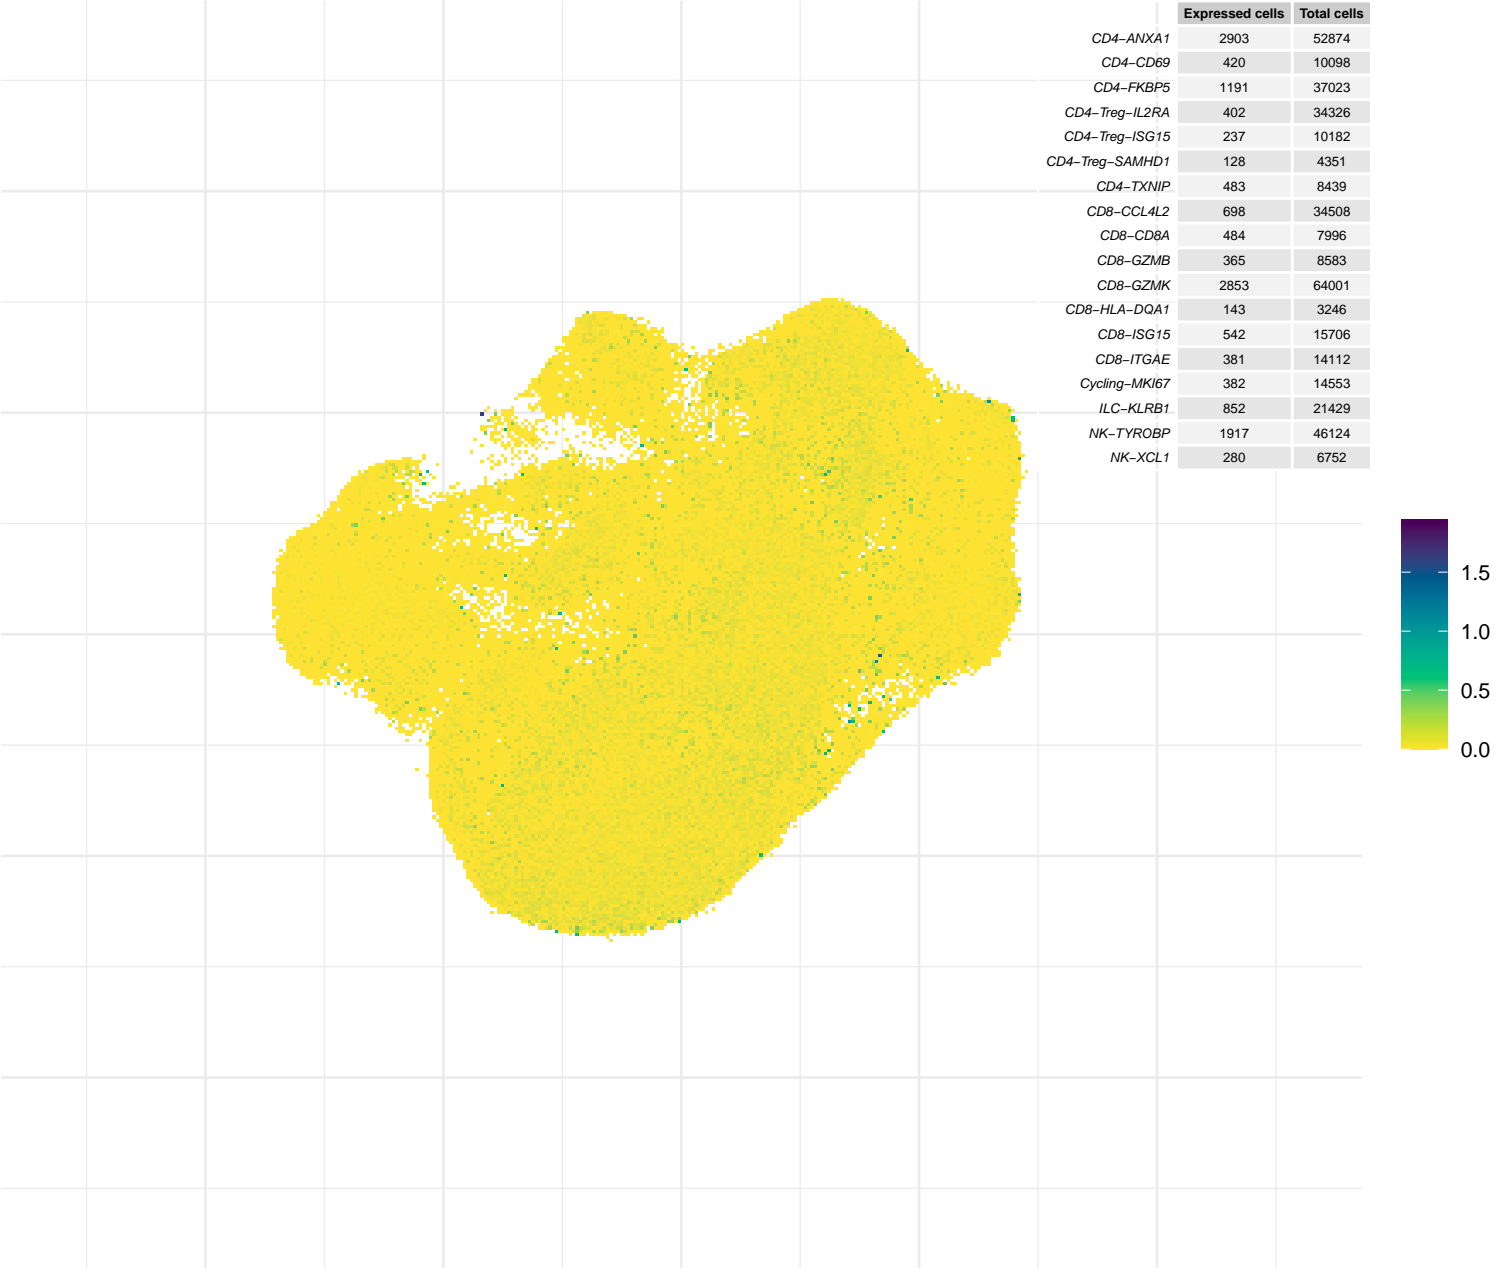 Expressed cells Total cells
CD4−ANXA1 2903 52874
CD4−CD69 420 10098
CD4−FKBP5 1191 37023
CD4−Treg−IL2RA 402 34326
CD4−Treg−ISG15 237 10182
CD4−Treg−SAMHD1 128 4351
CD4−TXNIP 483 8439
CD8−CCL4L2 698 34508
CD8−CD8A 484 7996
CD8−GZMB 365 8583
CD8−GZMK 2853 64001
CD8−HLA−DQA1 143 3246
CD8−ISG15 542 15706
CD8−ITGAE 381 14112
Cycling−MKI67 382 14553
ILC−KLRB1 852 21429
NK−TYROBP 1917 46124
NK−XCL1 280 6752
1.5
1.0
0.5
0.0